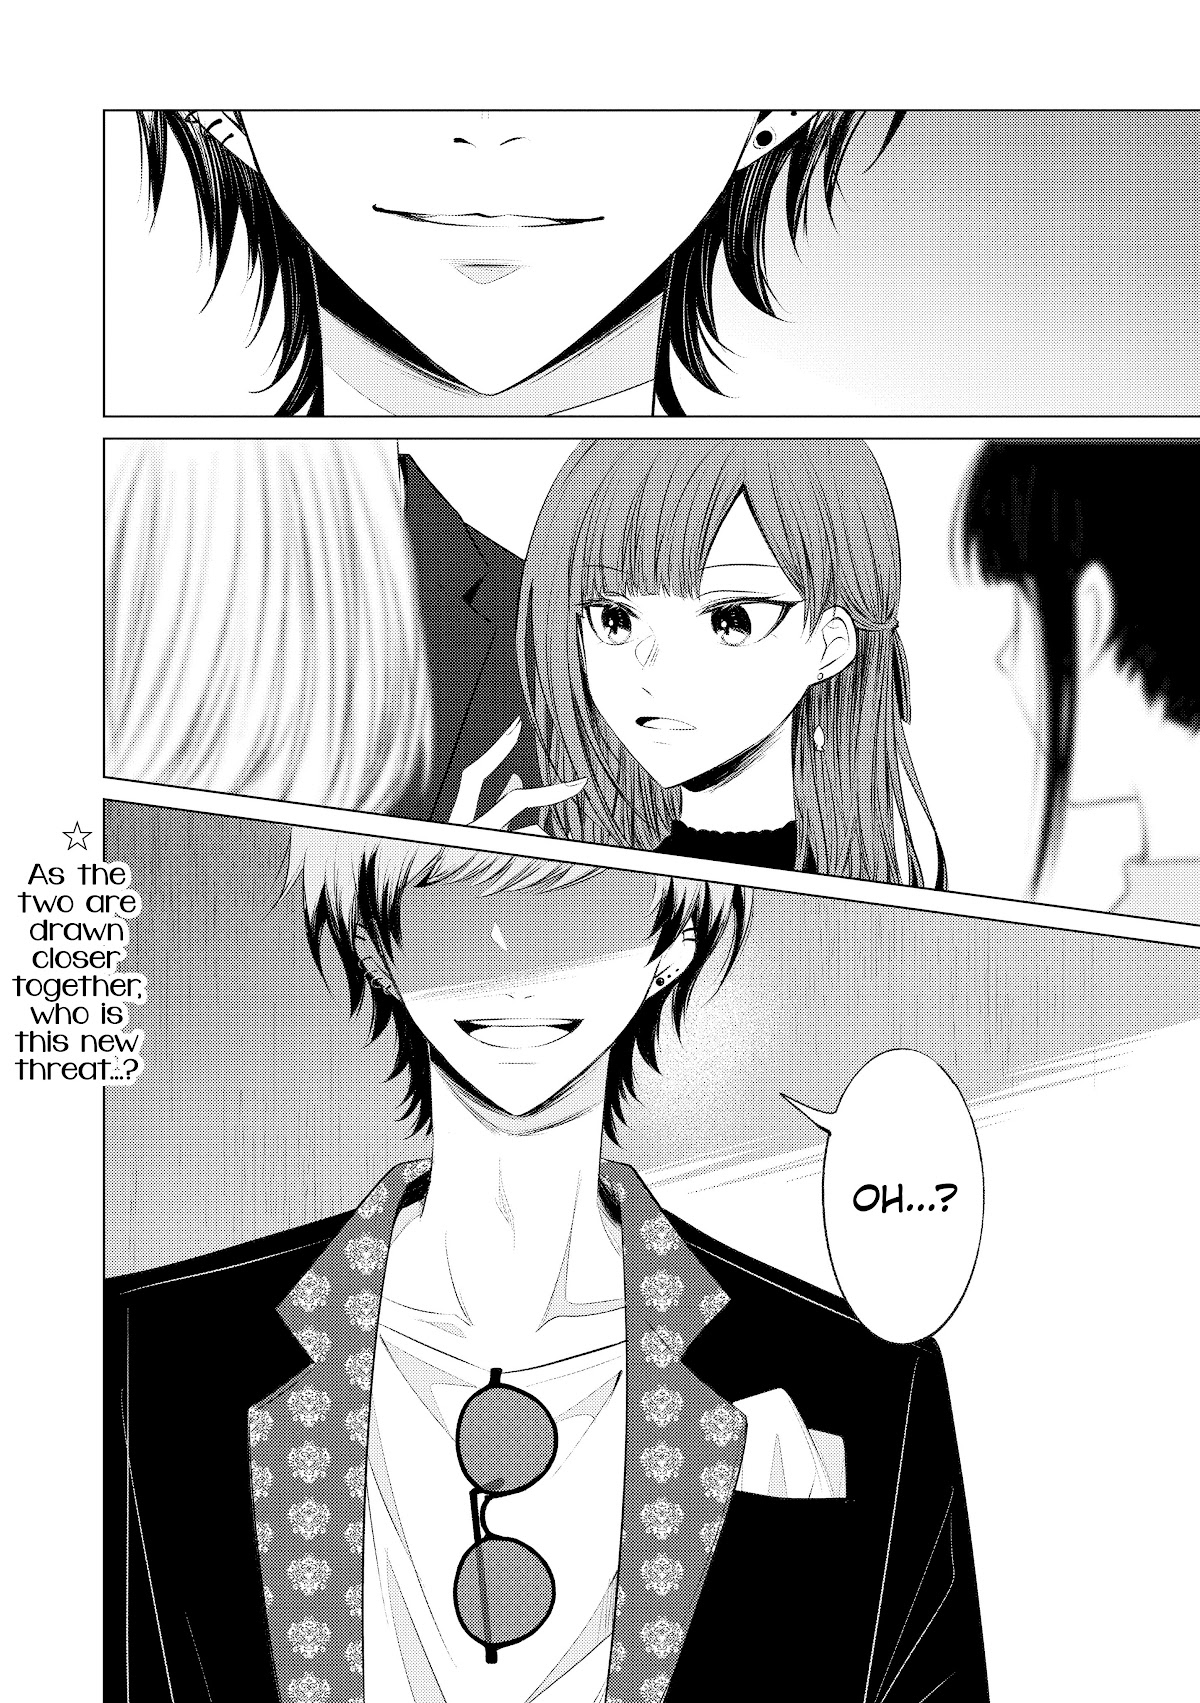 ☆
As the
two are
drawn
closer
together,
who is
this new
threat...?
OH...?